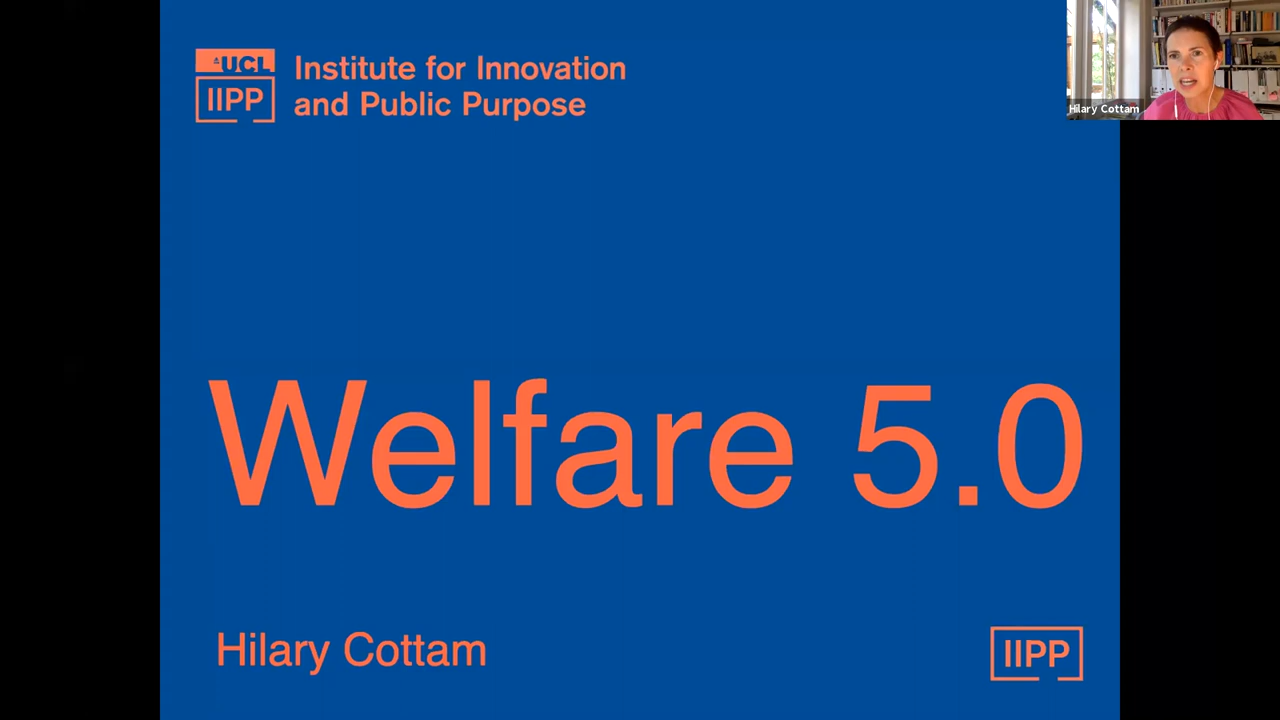 UCL
IIPP
Institute for Innovation
and Public Purpose
Hilary Cottam
Welfare 5.0
Hilary Cottam
IIPP